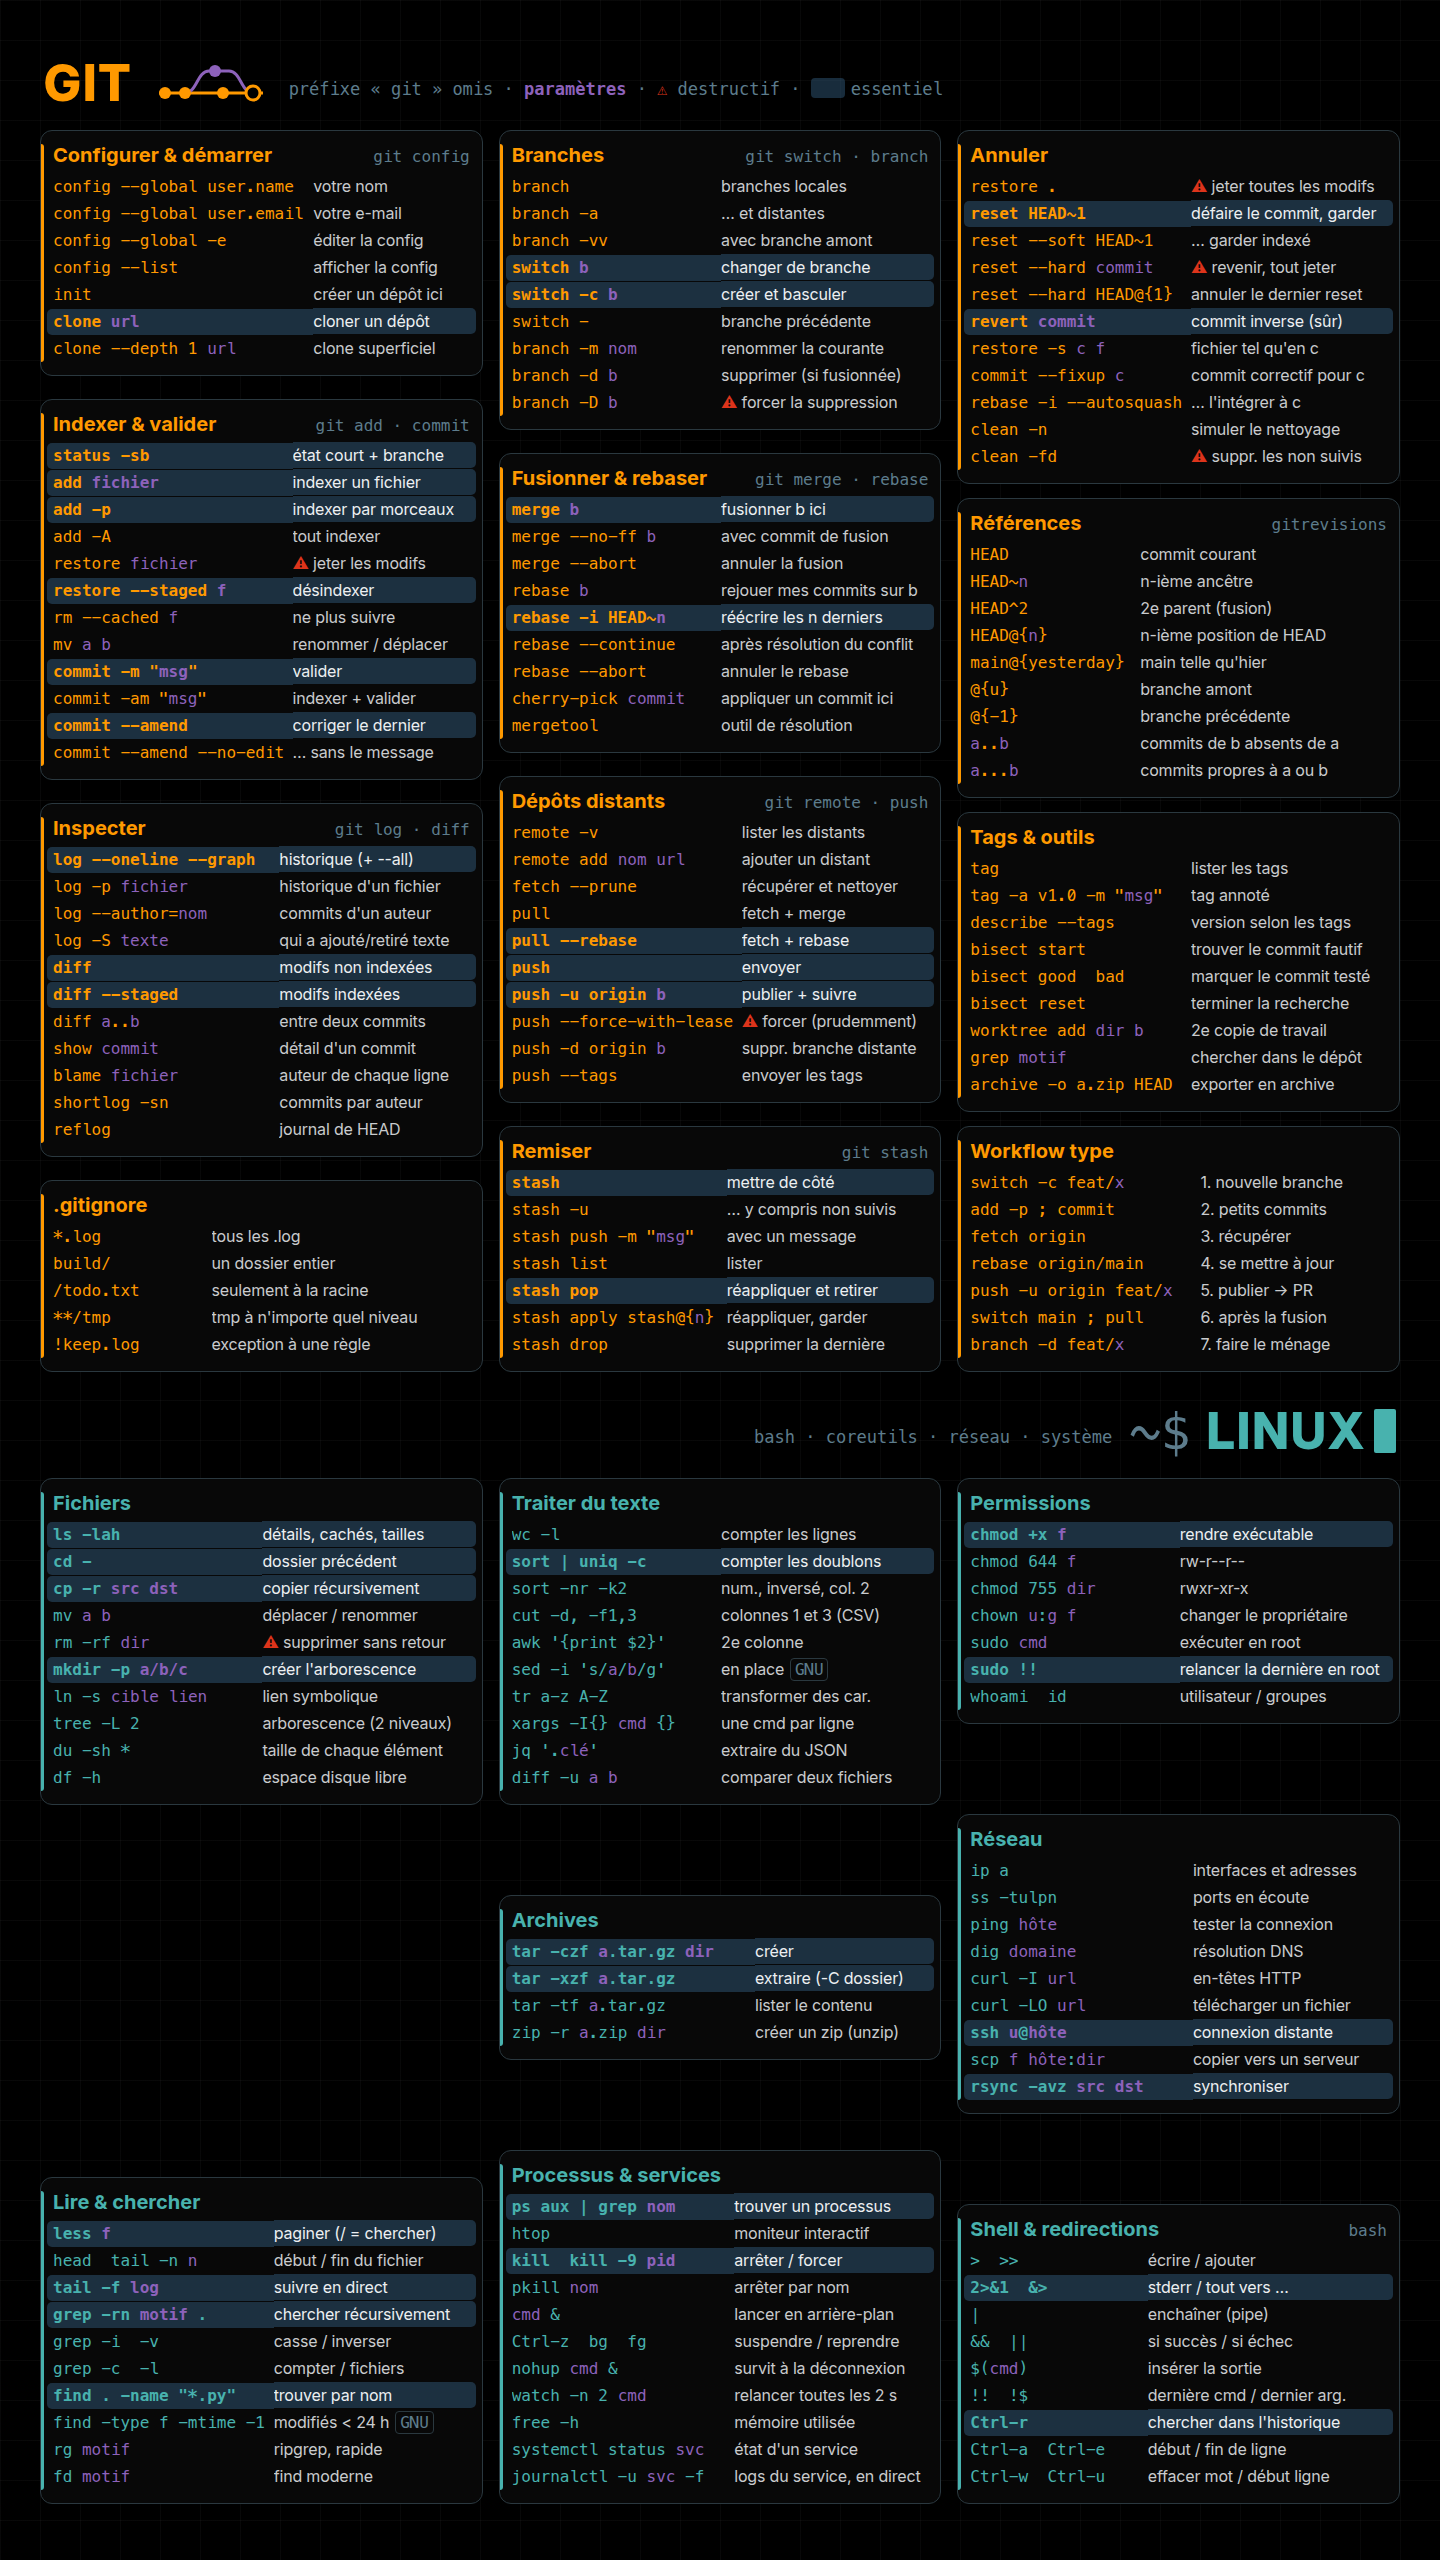 GIT
préfixe « git » omis · paramètres · ⚠ destructif · essentiel
Configurer & démarrer git config
config --global user.name votre nom
config --global user.email votre e-mail
config --global -e éditer la config
config --list afficher la config
init créer un dépôt ici
clone url cloner un dépôt
clone --depth 1 url clone superficiel
Indexer & valider git add · commit
status -sb état court + branche
add fichier indexer un fichier
add -p indexer par morceaux
add -A tout indexer
restore fichier ⚠ jeter les modifs
restore --staged f désindexer
rm --cached f ne plus suivre
mv a b renommer / déplacer
commit -m "msg" valider
commit -am "msg" indexer + valider
commit --amend corriger le dernier
commit --amend --no-edit ... sans le message
Inspecter git log · diff
log --oneline --graph historique (+ --all)
log -p fichier historique d'un fichier
log --author=nom commits d'un auteur
log -S texte qui a ajouté/retiré texte
diff modifs non indexées
diff --staged modifs indexées
diff a..b entre deux commits
show commit détail d'un commit
blame fichier auteur de chaque ligne
shortlog -sn commits par auteur
reflog journal de HEAD
.gitignore
*.log tous les .log
build/ un dossier entier
/todo.txt seulement à la racine
**/tmp tmp à n'importe quel niveau
!keep.log exception à une règle
Branches git switch · branch
branch branches locales
branch -a ... et distantes
branch -vv avec branche amont
switch b changer de branche
switch -c b créer et basculer
switch - branche précédente
branch -m nom renommer la courante
branch -d b supprimer (si fusionnée)
branch -D b ⚠ forcer la suppression
Fusionner & rebaser git merge · rebase
merge b fusionner b ici
merge --no-ff b avec commit de fusion
merge --abort annuler la fusion
rebase b rejouer mes commits sur b
rebase -i HEAD~n réécrire les n derniers
rebase --continue après résolution du conflit
rebase --abort annuler le rebase
cherry-pick commit appliquer un commit ici
mergetool outil de résolution
Dépôts distants git remote · push
remote -v lister les distants
remote add nom url ajouter un distant
fetch --prune récupérer et nettoyer
pull fetch + merge
pull --rebase fetch + rebase
push envoyer
push -u origin b publier + suivre
push --force-with-lease ⚠ forcer (prudemment)
push -d origin b suppr. branche distante
push --tags envoyer les tags
Remiser git stash
stash mettre de côté
stash -u ... y compris non suivis
stash push -m "msg" avec un message
stash list lister
stash pop réappliquer et retirer
stash apply stash@{n} réappliquer, garder
stash drop supprimer la dernière
Annuler
restore . ⚠ jeter toutes les modifs
reset HEAD~1 défaire le commit, garder
reset --soft HEAD~1 ... garder indexé
reset --hard commit ⚠ revenir, tout jeter
reset --hard HEAD@{1} annuler le dernier reset
revert commit commit inverse (sûr)
restore -s c f fichier tel qu'en c
commit --fixup c commit correctif pour c
rebase -i --autosquash ... l'intégrer à c
clean -n simuler le nettoyage
clean -fd ⚠ suppr. les non suivis
Références gitrevisions
HEAD commit courant
HEAD~n n-ième ancêtre
HEAD^2 2e parent (fusion)
HEAD@{n} n-ième position de HEAD
main@{yesterday} main telle qu'hier
@{u} branche amont
@{-1} branche précédente
a..b commits de b absents de a
a...b commits propres à a ou b
Tags & outils
tag lister les tags
tag -a v1.0 -m "msg" tag annoté
describe --tags version selon les tags
bisect start trouver le commit fautif
bisect good bad marquer le commit testé
bisect reset terminer la recherche
worktree add dir b 2e copie de travail
grep motif chercher dans le dépôt
archive -o a.zip HEAD exporter en archive
Workflow type
switch -c feat/x 1. nouvelle branche
add -p ; commit 2. petits commits
fetch origin 3. récupérer
rebase origin/main 4. se mettre à jour
push -u origin feat/x 5. publier → PR
switch main ; pull 6. après la fusion
branch -d feat/x 7. faire le ménage
bash · coreutils · réseau · système ~$ LINUX
Fichiers
ls -lah détails, cachés, tailles
cd - dossier précédent
cp -r src dst copier récursivement
mv a b déplacer / renommer
rm -rf dir ⚠ supprimer sans retour
mkdir -p a/b/c créer l'arborescence
ln -s cible lien lien symbolique
tree -L 2 arborescence (2 niveaux)
du -sh * taille de chaque élément
df -h espace disque libre
Lire & chercher
less f paginer (/ = chercher)
head tail -n n début / fin du fichier
tail -f log suivre en direct
grep -rn motif . chercher récursivement
grep -i -v casse / inverser
grep -c -l compter / fichiers
find . -name "*.py" trouver par nom
find -type f -mtime -1 modifiés < 24 h GNU
rg motif ripgrep, rapide
fd motif find moderne
Traiter du texte
wc -l compter les lignes
sort | uniq -c compter les doublons
sort -nr -k2 num., inversé, col. 2
cut -d, -f1,3 colonnes 1 et 3 (CSV)
awk '{print $2}' 2e colonne
sed -i 's/a/b/g' en place GNU
tr a-z A-Z transformer des car.
xargs -I{} cmd {} une cmd par ligne
jq '.clé' extraire du JSON
diff -u a b comparer deux fichiers
Archives
tar -czf a.tar.gz dir créer
tar -xzf a.tar.gz extraire (-C dossier)
tar -tf a.tar.gz lister le contenu
zip -r a.zip dir créer un zip (unzip)
Processus & services
ps aux | grep nom trouver un processus
htop moniteur interactif
kill kill -9 pid arrêter / forcer
pkill nom arrêter par nom
cmd & lancer en arrière-plan
Ctrl-z bg fg suspendre / reprendre
nohup cmd & survit à la déconnexion
watch -n 2 cmd relancer toutes les 2 s
free -h mémoire utilisée
systemctl status svc état d'un service
journalctl -u svc -f logs du service, en direct
Permissions
chmod +x f rendre exécutable
chmod 644 f rw-r--r--
chmod 755 dir rwxr-xr-x
chown u:g f changer le propriétaire
sudo cmd exécuter en root
sudo !! relancer la dernière en root
whoami id utilisateur / groupes
Réseau
ip a interfaces et adresses
ss -tulpn ports en écoute
ping hôte tester la connexion
dig domaine résolution DNS
curl -I url en-têtes HTTP
curl -LO url télécharger un fichier
ssh u@hôte connexion distante
scp f hôte:dir copier vers un serveur
rsync -avz src dst synchroniser
Shell & redirections bash
> >> écrire / ajouter
2>&1 &> stderr / tout vers ...
| enchaîner (pipe)
&& || si succès / si échec
$(cmd) insérer la sortie
!! !$ dernière cmd / dernier arg.
Ctrl-r chercher dans l'historique
Ctrl-a Ctrl-e début / fin de ligne
Ctrl-w Ctrl-u effacer mot / début ligne